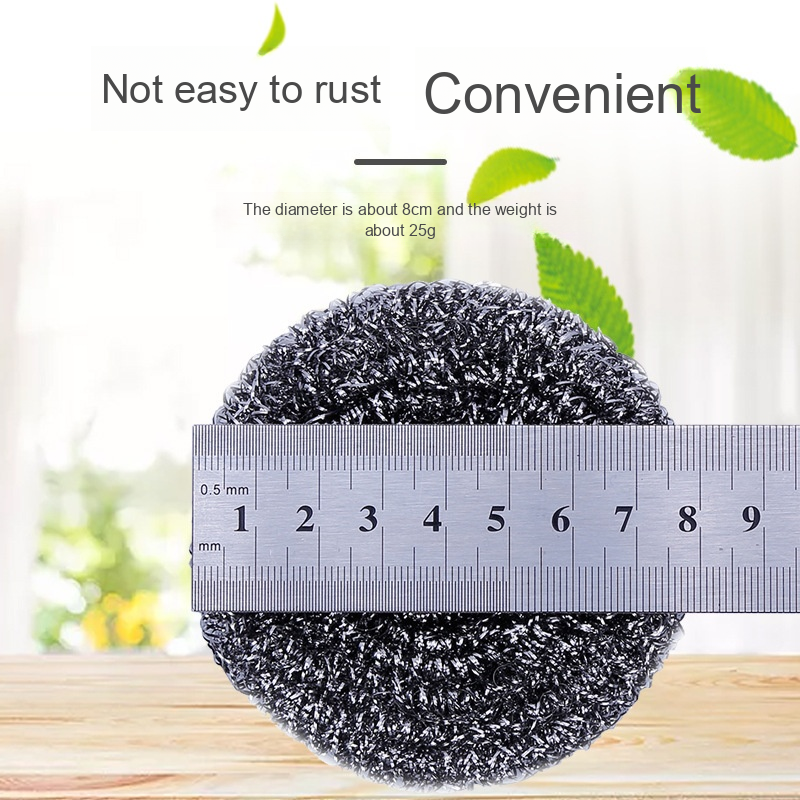 Not easy to rust
Convenient
The diameter is about 8cm and the weight is
about 25g
0.5 mm
1 2 3 4 5 6 7 8 9
mm